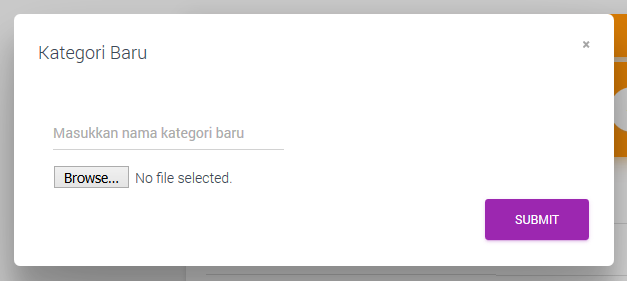 Kategori Baru
×
Masukkan nama kategori baru
Browse... No file selected.
SUBMIT